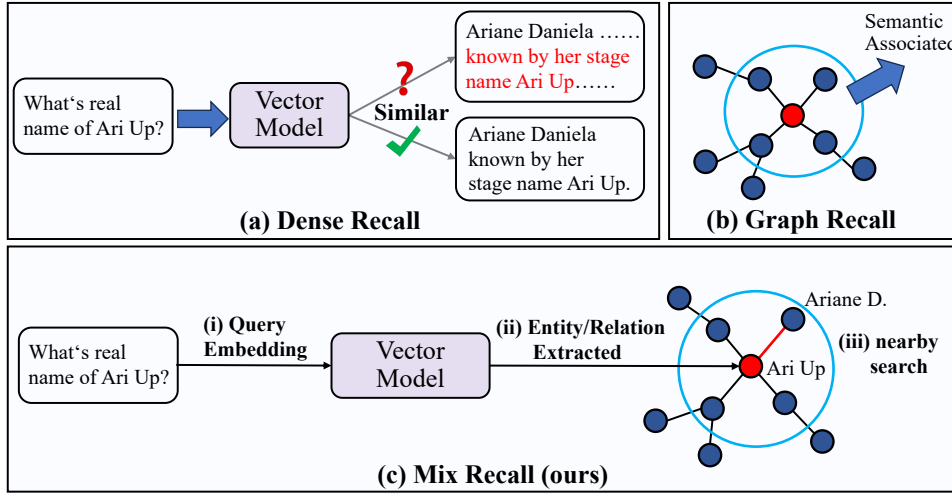 What‘s real
name of Ari Up?
Vector
Model
?
Similar
Ariane Daniela ……
known by her stage
name Ari Up……
Ariane Daniela
known by her
stage name Ari Up.
(a) Dense Recall
Semantic
Associated
(b) Graph Recall
What‘s real
name of Ari Up?
(i) Query
Embedding
Vector
Model
(ii) Entity/Relation
Extracted
Ariane D.
Ari Up
(iii) nearby
search
(c) Mix Recall (ours)